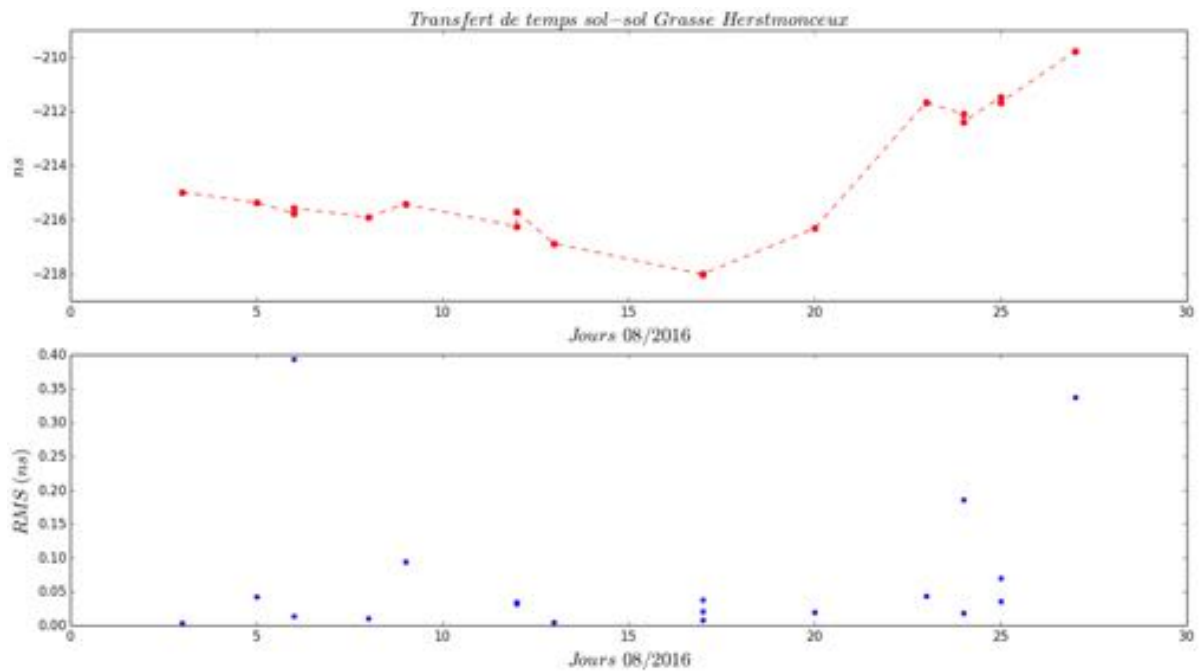 Transfert de temps sol-sol Grasse Herstmonceux
−210
−212
−214
−216
−218
ns
0 5 10 15 20 25 30
Jours 08/2016
0.40
0.35
0.30
0.25
0.20
0.15
0.10
0.05
0.00
RMS (ns)
0 5 10 15 20 25 30
Jours 08/2016